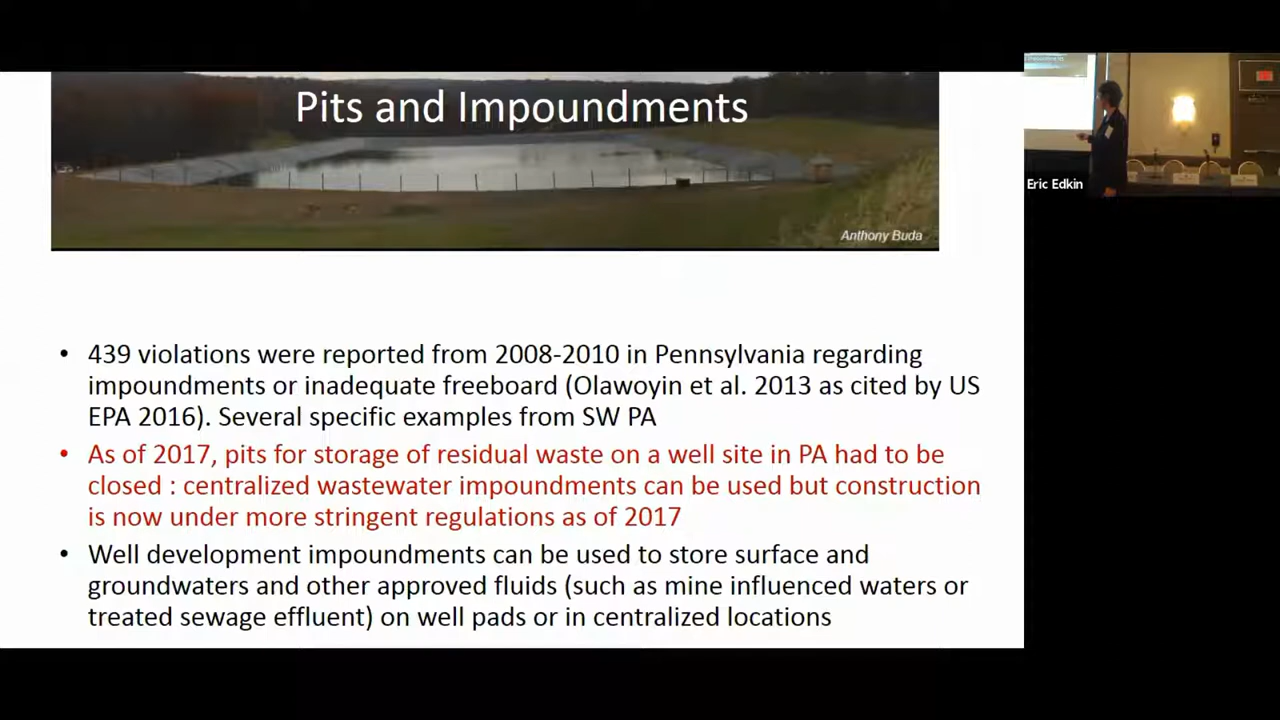 Pits and Impoundments
Anthony Buda
• 439 violations were reported from 2008-2010 in Pennsylvania regarding
impoundments or inadequate freeboard (Olawoyin et al. 2013 as cited by US
EPA 2016). Several specific examples from SW PA
• As of 2017, pits for storage of residual waste on a well site in PA had to be
closed : centralized wastewater impoundments can be used but construction
is now under more stringent regulations as of 2017
• Well development impoundments can be used to store surface and
groundwaters and other approved fluids (such as mine influenced waters or
treated sewage effluent) on well pads or in centralized locations
Eric Edkin